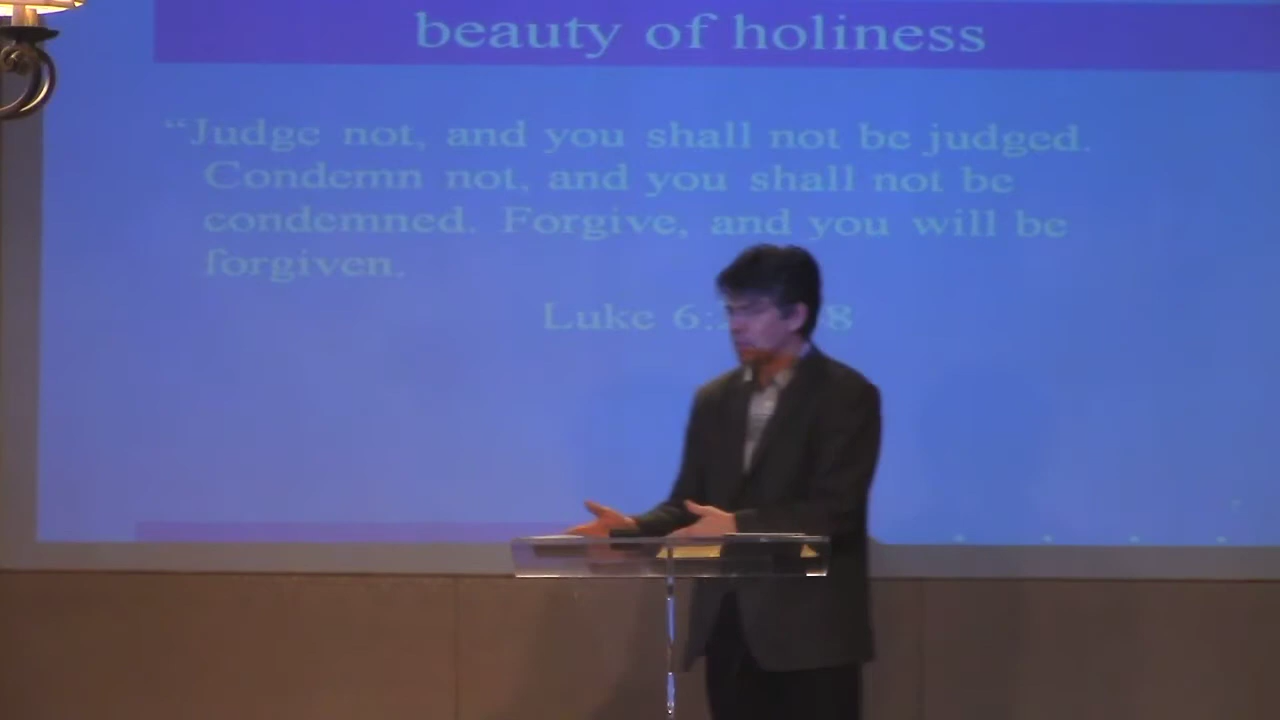 beauty of holiness
“Judge not, and you shall not be judged.
Condemn not, and you shall not be
condemned. Forgive, and you will be
forgiven.
Luke